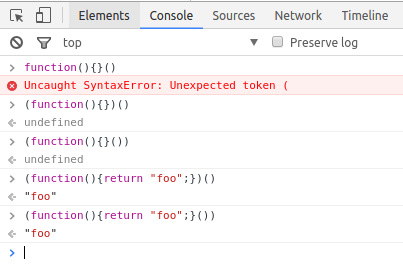 Elements Console Sources Network Timeline
top Preserve log
function(){}()
Uncaught SyntaxError: Unexpected token (
(function(){})()
undefined
(function(){}())
undefined
(function(){return "foo";})()
"foo"
(function(){return "foo";}())
"foo"